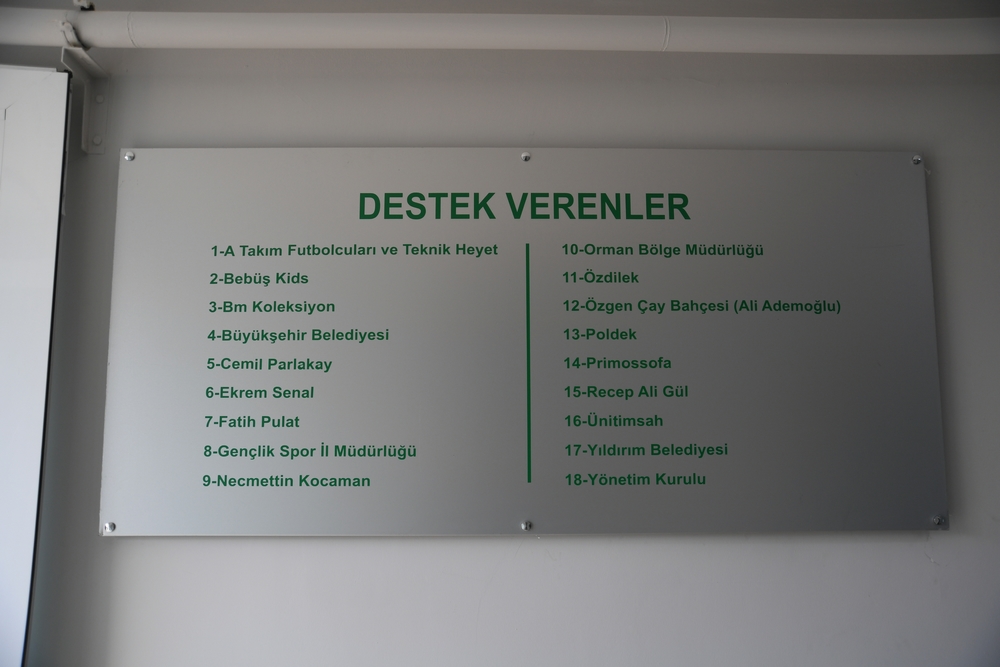 DESTEK VERENLER
1-A Takım Futbolcuları ve Teknik Heyet
2-Bebüş Kids
3-Bm Koleksiyon
4-Büyükşehir Belediyesi
5-Cemil Parlakay
6-Ekrem Senal
7-Fatih Pulat
8-Gençlik Spor İl Müdürlüğü
9-Necmettin Kocaman
10-Orman Bölge Müdürlüğü
11-Özdilek
12-Özgen Çay Bahçesi (Ali Ademoğlu)
13-Poldek
14-Primossofa
15-Recep Ali Gül
16-Ünitimsah
17-Yıldırım Belediyesi
18-Yönetim Kurulu